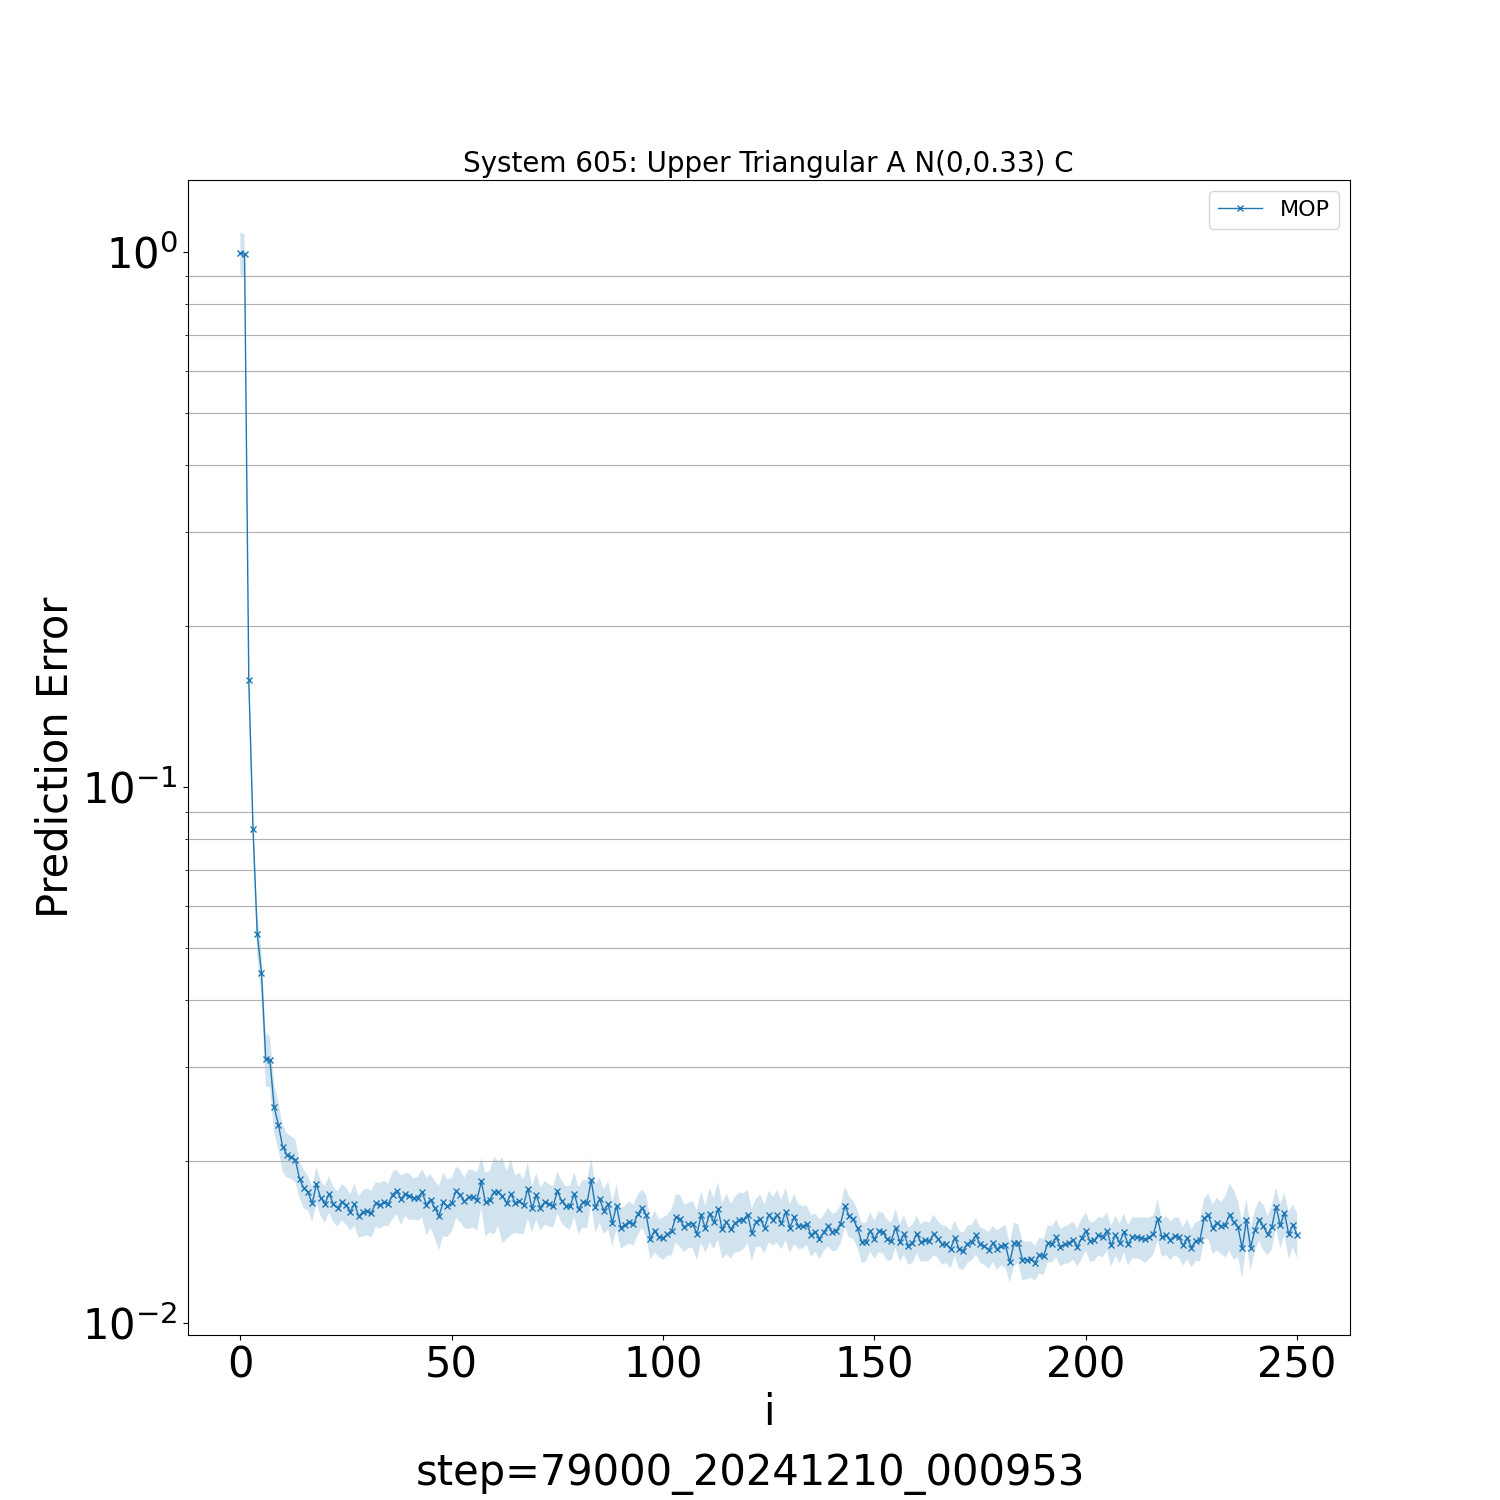 System 605: Upper Triangular A N(0,0.33) C
MOP
10⁰
10⁻¹
10⁻²
Prediction Error
0 50 100 150 200 250
i
step=79000_20241210_000953